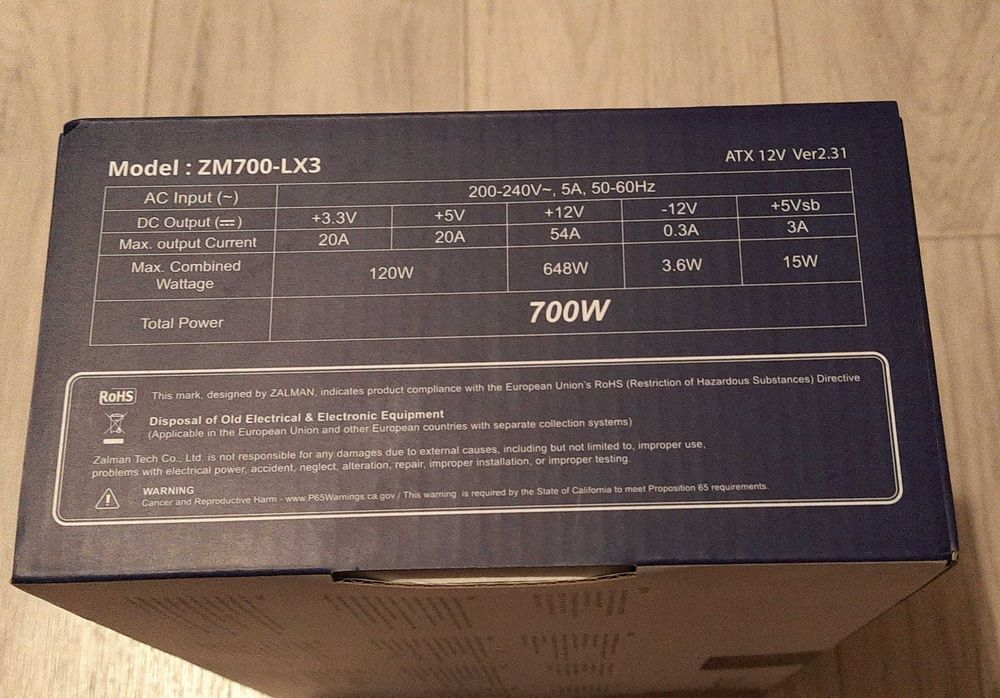 Model : ZM700-LX3
ATX 12V Ver2.31
AC Input (~) 200-240V~, 5A, 50-60Hz
DC Output (⎓) +3.3V +5V +12V -12V +5Vsb
Max. output Current 20A 20A 54A 0.3A 3A
Max. Combined
Wattage
120W 648W 3.6W 15W
Total Power 700W
RoHS This mark, designed by ZALMAN, indicates product compliance with the European Union's RoHS (Restriction of Hazardous Substances) Directive
Disposal of Old Electrical & Electronic Equipment
(Applicable in the European Union and other European countries with separate collection systems)
Zalman Tech Co., Ltd. is not responsible for any damages due to external causes, including but not limited to, improper use,
problems with electrical power, accident, neglect, alteration, repair, improper installation, or improper testing.
WARNING
Cancer and Reproductive Harm - www.P65Warnings.ca.gov / This warning is required by the State of California to meet Proposition 65 requirements.